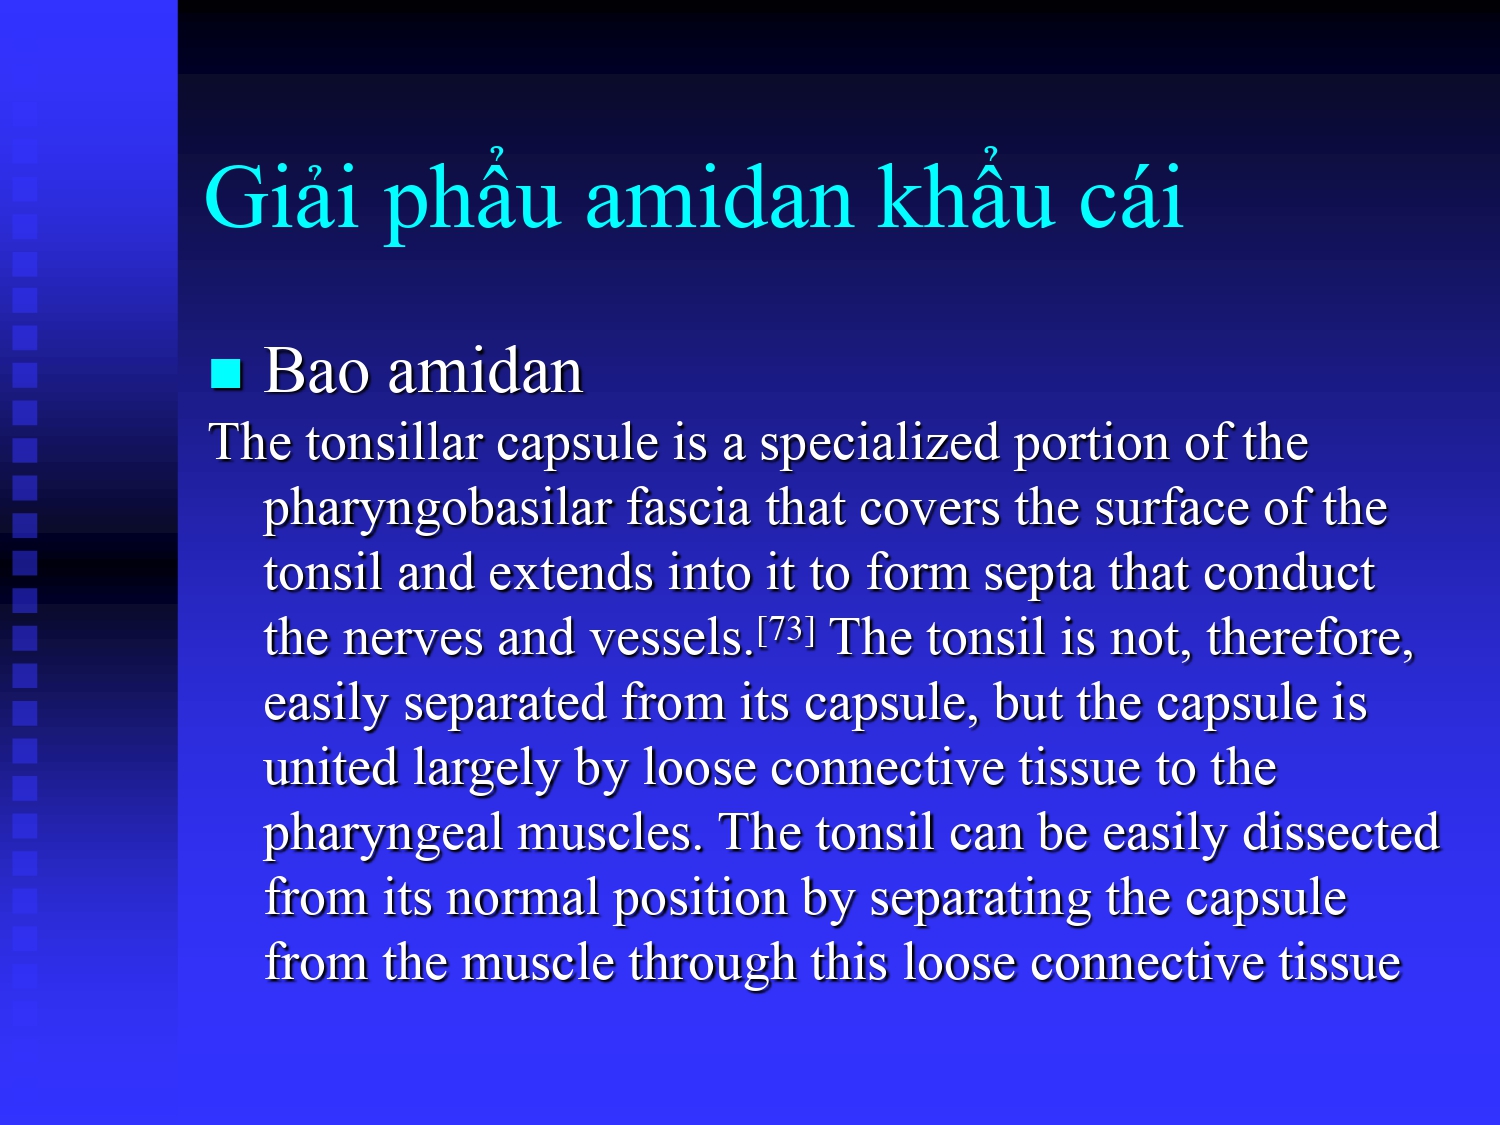 Giải phẩu amidan khẩu cái
Bao amidan
The tonsillar capsule is a specialized portion of the
pharyngobasilar fascia that covers the surface of the
tonsil and extends into it to form septa that conduct
the nerves and vessels.[73] The tonsil is not, therefore,
easily separated from its capsule, but the capsule is
united largely by loose connective tissue to the
pharyngeal muscles. The tonsil can be easily dissected
from its normal position by separating the capsule
from the muscle through this loose connective tissue